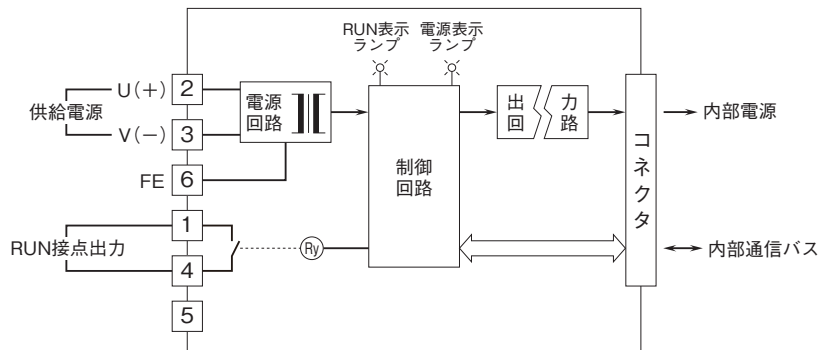 RUN表示
ランプ
電源表示
ランプ
供給電源
U(+)
2
V(−)
3
FE
6
電源
回路
制御
回路
出力
回路
コネクタ
内部電源
RUN接点出力
1
4
5
Ry
内部通信バス